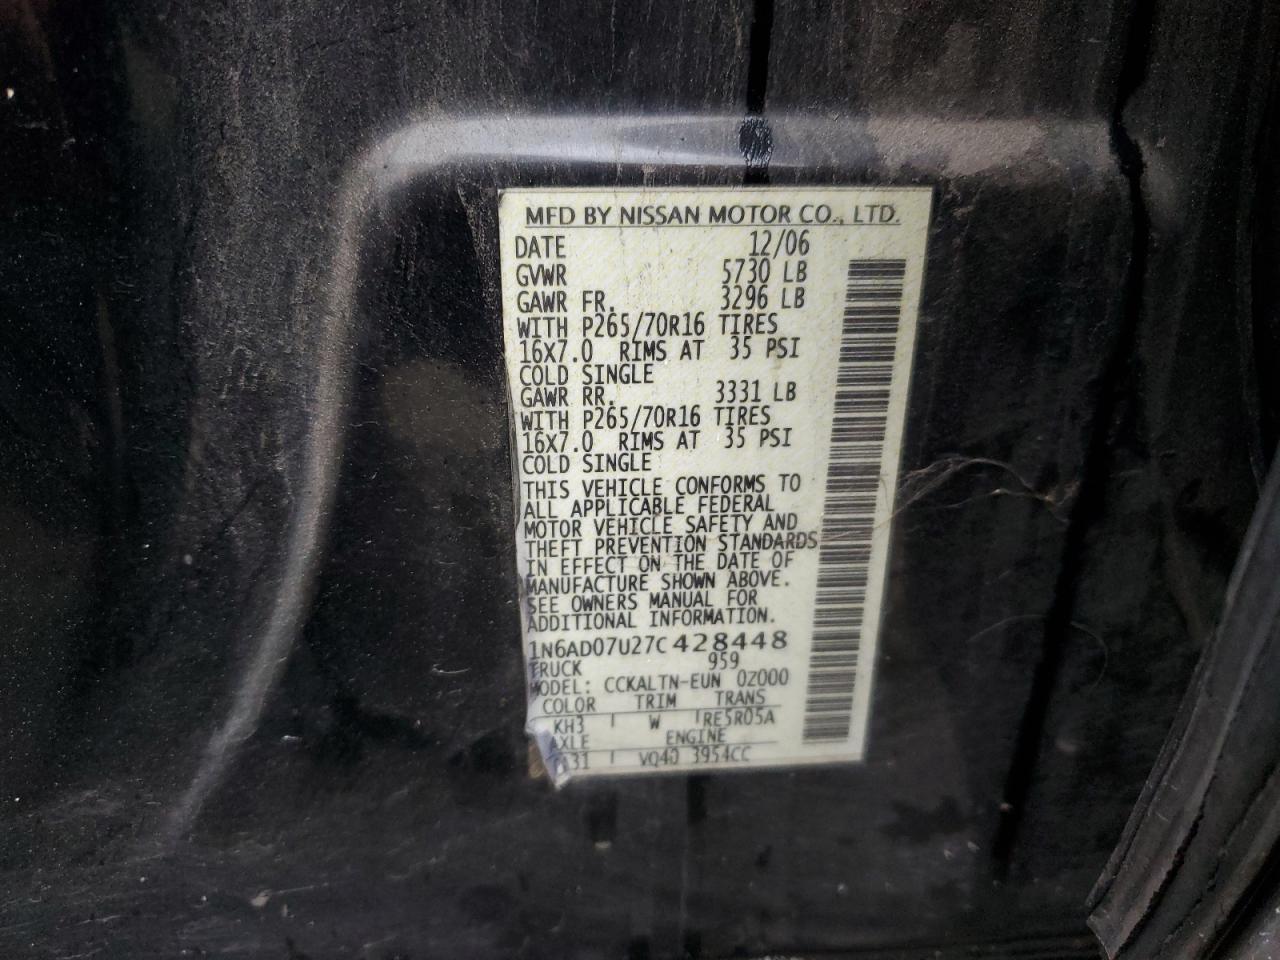 MFD BY NISSAN MOTOR CO., LTD.
DATE 12/06
GVWR 5730 LB
GAWR FR. 3296 LB
WITH P265/70R16 TIRES
16X7.0 RIMS AT 35 PSI
COLD SINGLE
GAWR RR. 3331 LB
WITH P265/70R16 TIRES
16X7.0 RIMS AT 35 PSI
COLD SINGLE
THIS VEHICLE CONFORMS TO
ALL APPLICABLE FEDERAL
MOTOR VEHICLE SAFETY AND
THEFT PREVENTION STANDARDS
IN EFFECT ON THE DATE OF
MANUFACTURE SHOWN ABOVE.
SEE OWNERS MANUAL FOR
ADDITIONAL INFORMATION.
1N6AD07U27C428448
TRUCK 959
MODEL: CCKALTN-EUN 0Z000
COLOR TRIM TRANS
KH3 W RE5R05A
AXLE ENGINE
VQ40 3954CC